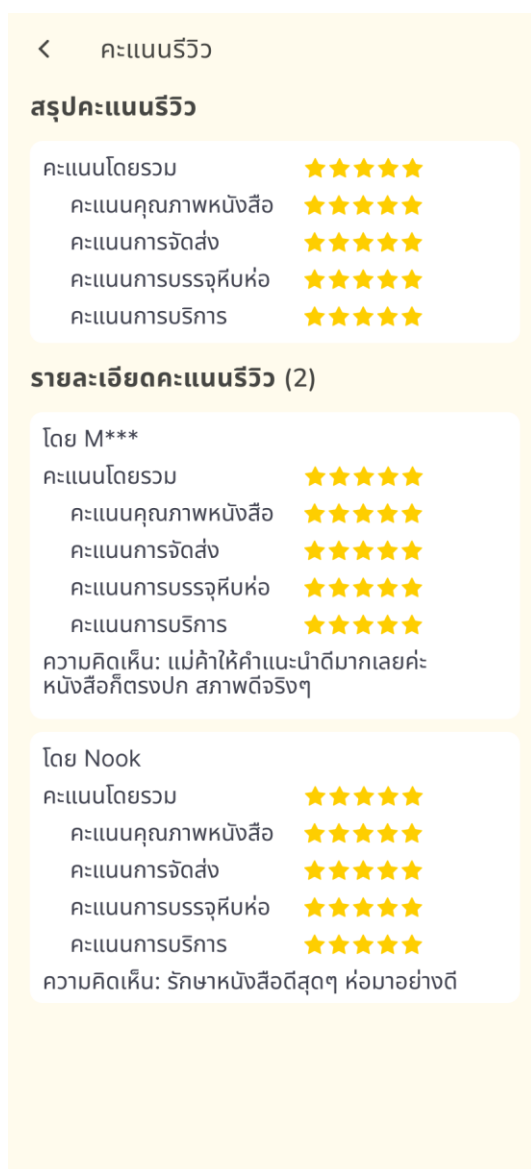 คะแนนรีวิว
สรุปคะแนนรีวิว
คะแนนโดยรวม
คะแนนคุณภาพหนังสือ
คะแนนการจัดส่ง
คะแนนการบรรจุหีบห่อ
คะแนนการบริการ
รายละเอียดคะแนนรีวิว (2)
โดย M***
คะแนนโดยรวม
คะแนนคุณภาพหนังสือ
คะแนนการจัดส่ง
คะแนนการบรรจุหีบห่อ
คะแนนการบริการ
ความคิดเห็น: แม่ค้าให้คำแนะนำดีมากเลยค่ะ
หนังสือก็ตรงปก สภาพดีจริงๆ
โดย Nook
คะแนนโดยรวม
คะแนนคุณภาพหนังสือ
คะแนนการจัดส่ง
คะแนนการบรรจุหีบห่อ
คะแนนการบริการ
ความคิดเห็น: รักษาหนังสือดีสุดๆ ห่อมาอย่างดี